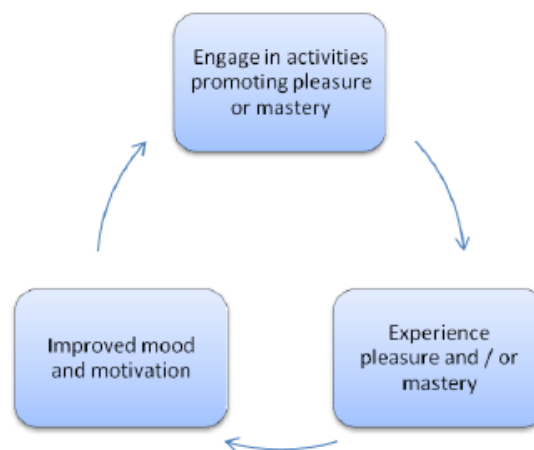 Engage in activities
promoting pleasure
or mastery
Improved mood
and motivation
Experience
pleasure and / or
mastery